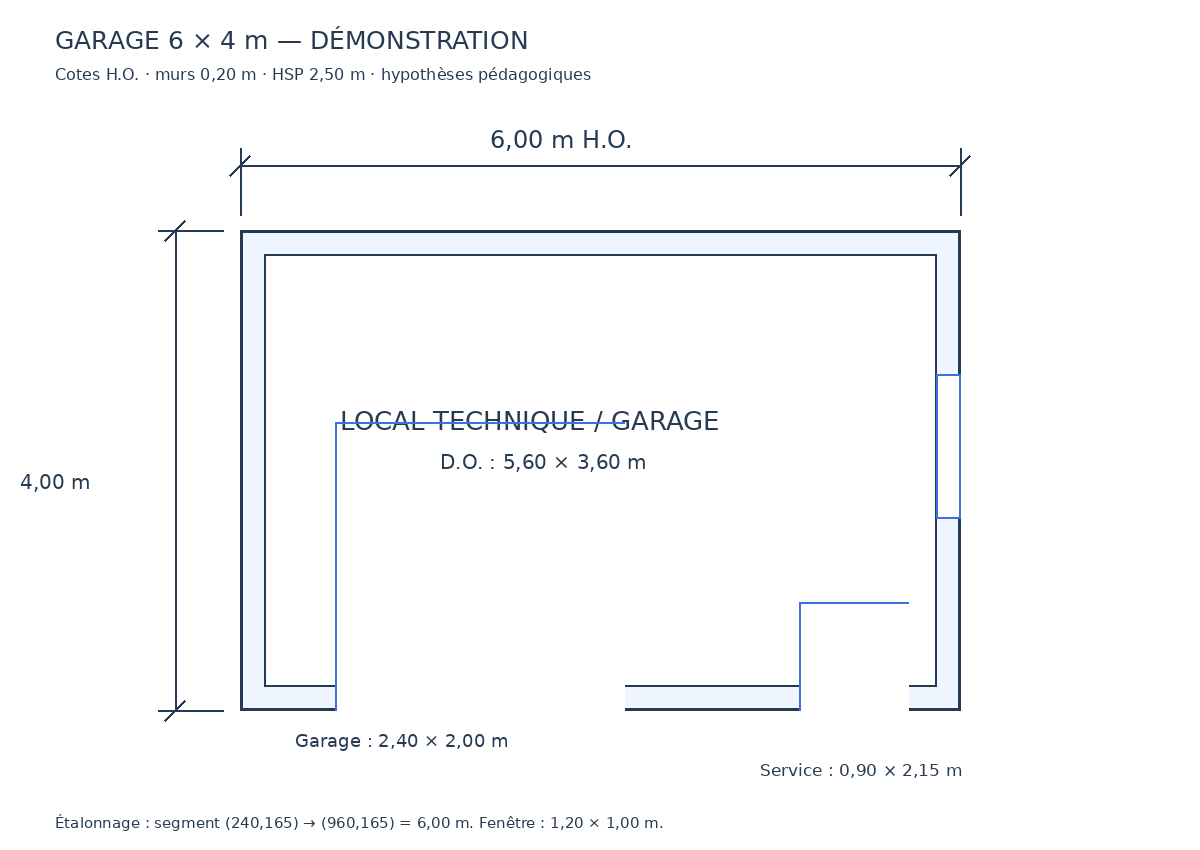 GARAGE 6 × 4 m — DÉMONSTRATION
Cotes H.O. · murs 0,20 m · HSP 2,50 m · hypothèses pédagogiques
6,00 m H.O.
LOCAL TECHNIQUE / GARAGE
D.O. : 5,60 × 3,60 m
4,00 m
Garage : 2,40 × 2,00 m
Service : 0,90 × 2,15 m
Étalonnage : segment (240,165) → (960,165) = 6,00 m. Fenêtre : 1,20 × 1,00 m.